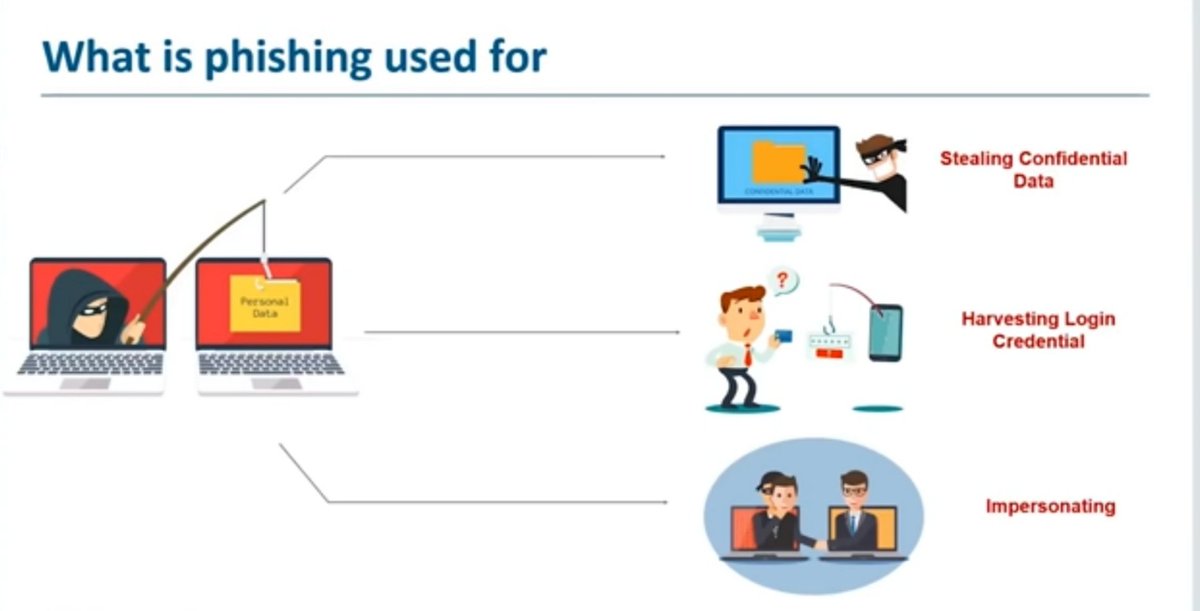 What is phishing used for
Personal
Data
CONFIDENTIAL DATA
Stealing Confidential
Data
?
Harvesting Login
Credential
Impersonating